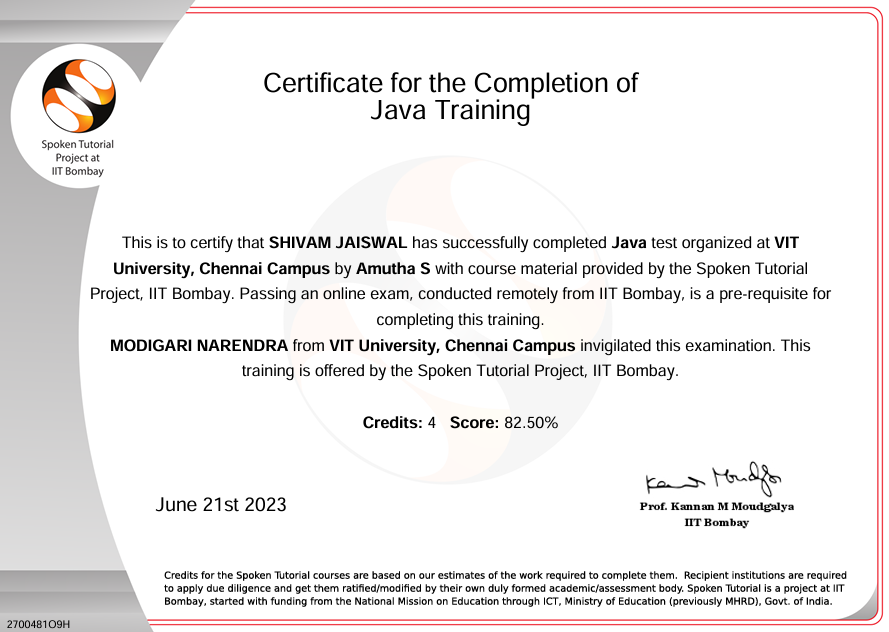 Spoken Tutorial
Project at
IIT Bombay
Certificate for the Completion of
Java Training
This is to certify that SHIVAM JAISWAL has successfully completed Java test organized at VIT
University, Chennai Campus by Amutha S with course material provided by the Spoken Tutorial
Project, IIT Bombay. Passing an online exam, conducted remotely from IIT Bombay, is a pre-requisite for
completing this training.
MODIGARI NARENDRA from VIT University, Chennai Campus invigilated this examination. This
training is offered by the Spoken Tutorial Project, IIT Bombay.
Credits: 4 Score: 82.50%
June 21st 2023
Kannan Moudgalya
Prof. Kannan M Moudgalya
IIT Bombay
Credits for the Spoken Tutorial courses are based on our estimates of the work required to complete them. Recipient institutions are required
to apply due diligence and get them ratified/modified by their own duly formed academic/assessment body. Spoken Tutorial is a project at IIT
Bombay, started with funding from the National Mission on Education through ICT, Ministry of Education (previously MHRD), Govt. of India.
2700481O9H